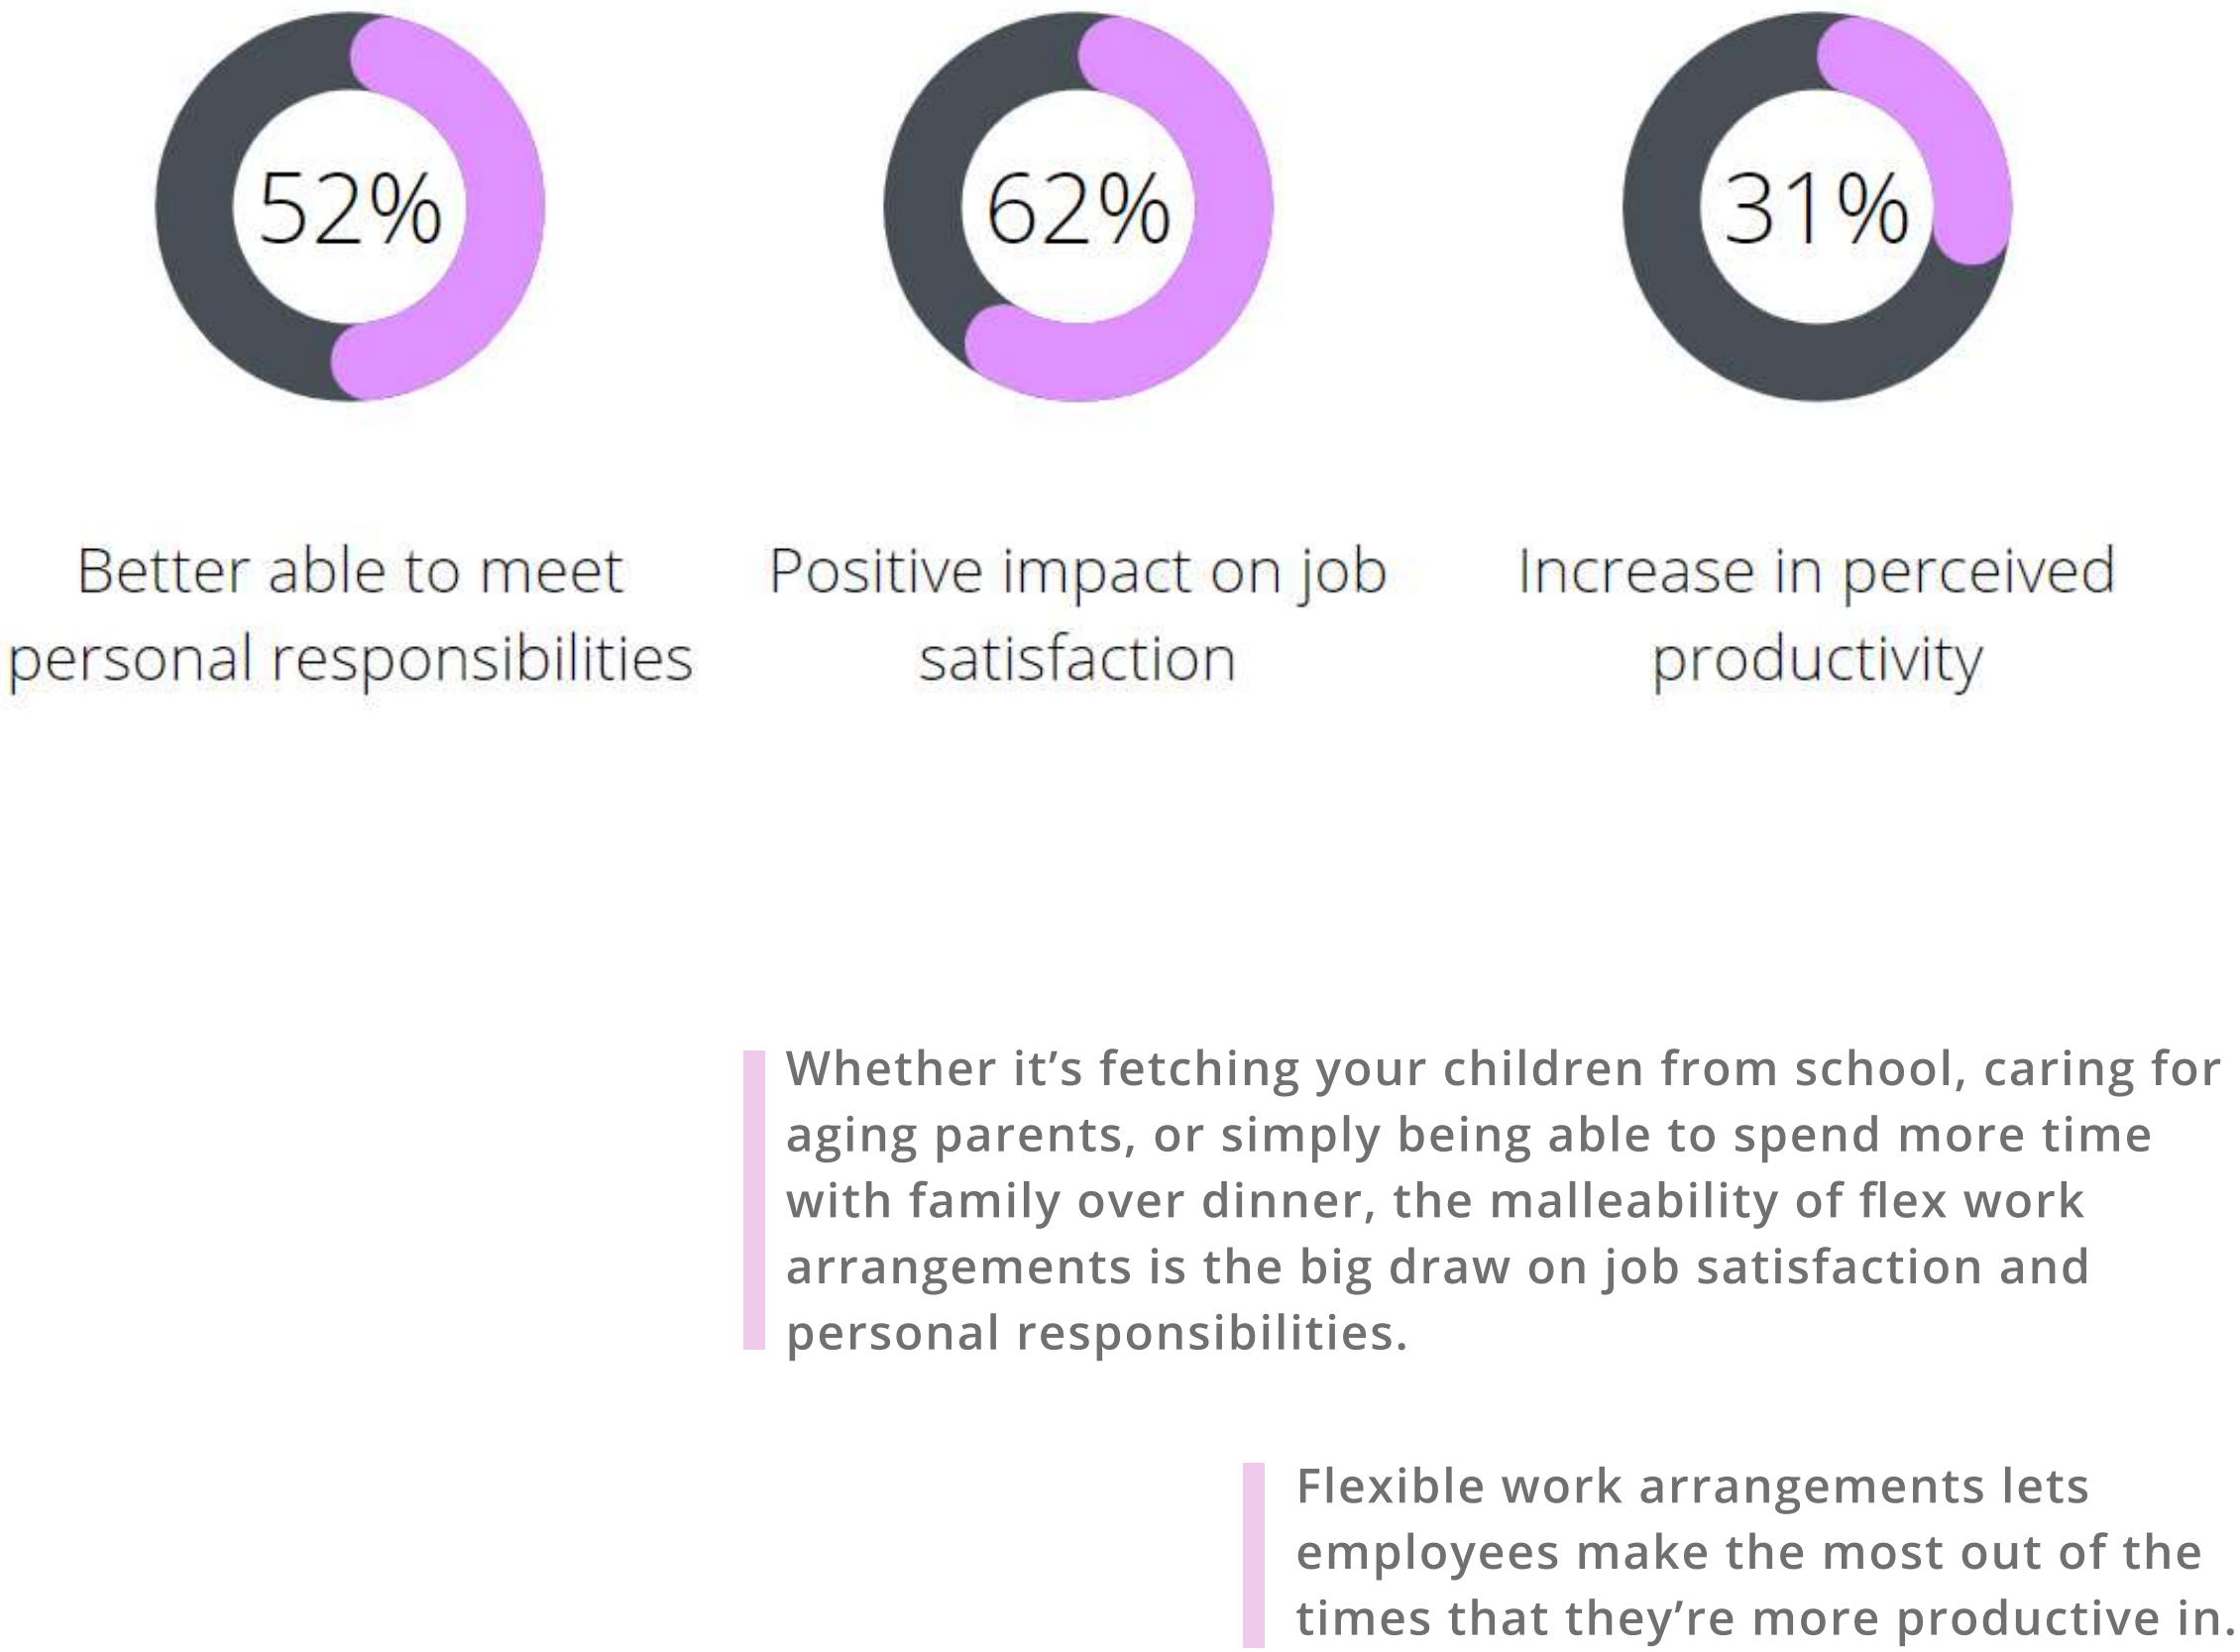 52%
62%
31%
Better able to meet
personal responsibilities
Positive impact on job
satisfaction
Increase in perceived
productivity
Whether it’s fetching your children from school, caring for
aging parents, or simply being able to spend more time
with family over dinner, the malleability of flex work
arrangements is the big draw on job satisfaction and
personal responsibilities.
Flexible work arrangements lets
employees make the most out of the
times that they’re more productive in.